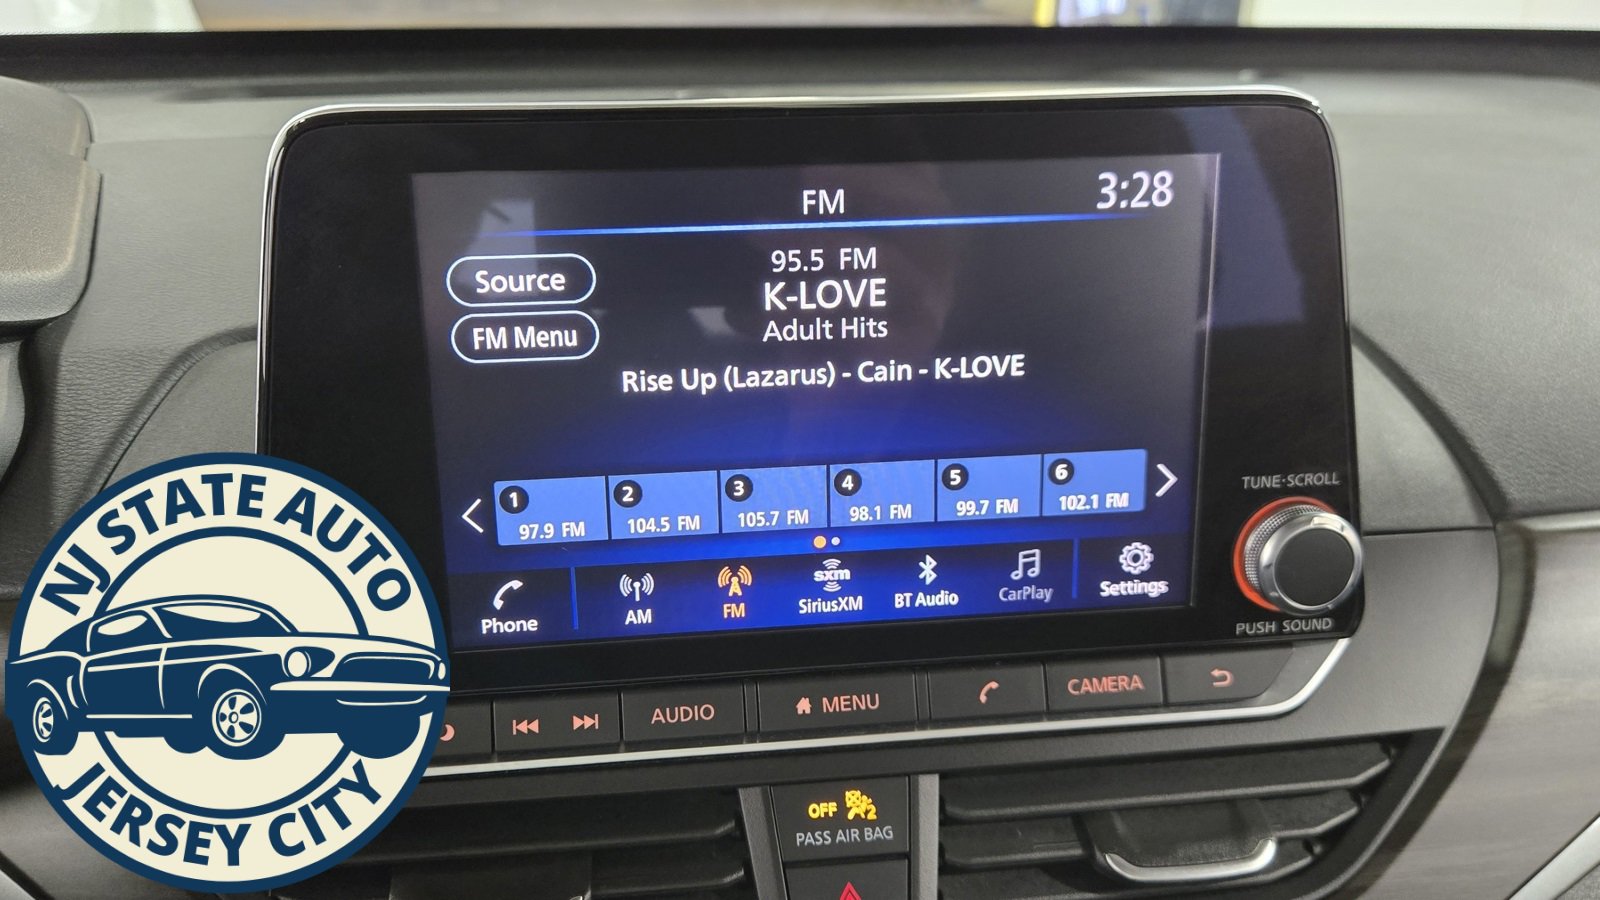 FM
3:28
Source
FM Menu
95.5 FM
K-LOVE
Adult Hits
Rise Up (Lazarus) - Cain - K-LOVE
1
97.9 FM
2
104.5 FM
3
105.7 FM
4
98.1 FM
5
99.7 FM
6
102.1 FM
Phone
AM
FM
sxm
SiriusXM
BT Audio
CarPlay
Settings
TUNE·SCROLL
PUSH SOUND
AUDIO
MENU
CAMERA
OFF
2
PASS AIR BAG
NJ STATE AUTO
JERSEY CITY